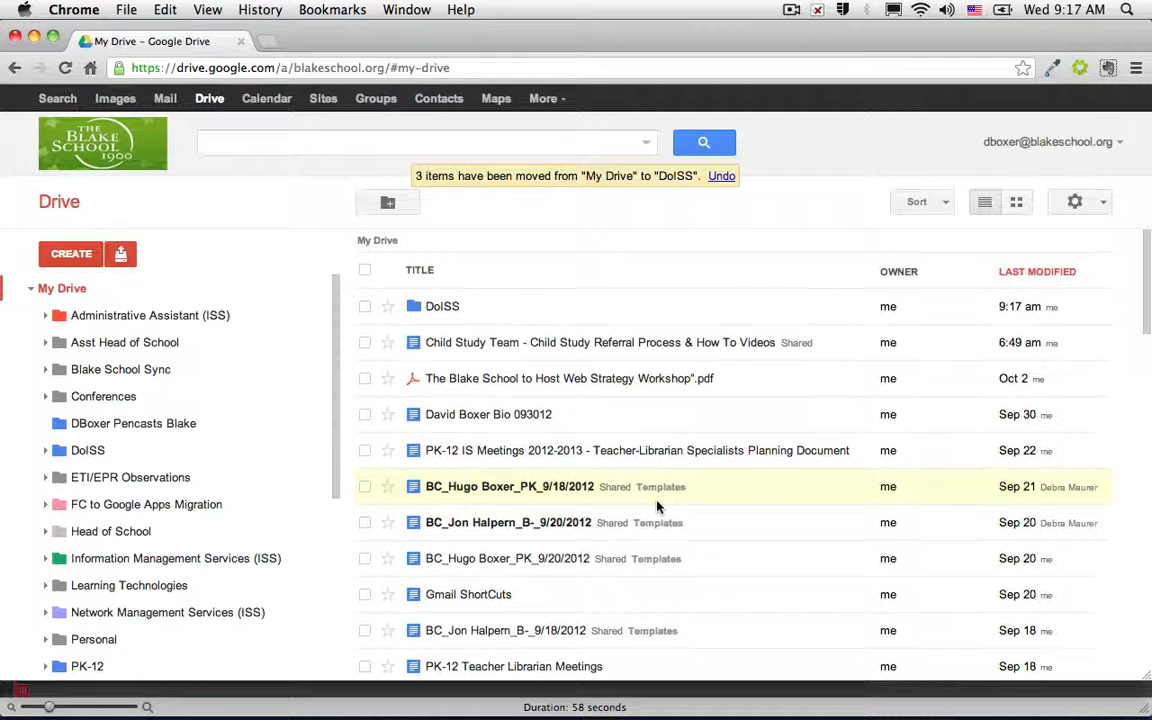 Chrome File Edit View History Bookmarks Window Help Wed 9:17 AM
My Drive – Google Drive
https://drive.google.com/a/blakeschool.org/#my-drive
Search Images Mail Drive Calendar Sites Groups Contacts Maps More
THE
BLAKE
SCHOOL
1900
dboxer@blakeschool.org
3 items have been moved from "My Drive" to "DoISS". Undo
Drive
Sort
CREATE
My Drive
Administrative Assistant (ISS)
Asst Head of School
Blake School Sync
Conferences
DBoxer Pencasts Blake
DoISS
ETI/EPR Observations
FC to Google Apps Migration
Head of School
Information Management Services (ISS)
Learning Technologies
Network Management Services (ISS)
Personal
PK-12
My Drive
TITLE OWNER LAST MODIFIED
DoISS me 9:17 am me
Child Study Team - Child Study Referral Process & How To Videos Shared me 6:49 am me
The Blake School to Host Web Strategy Workshop".pdf me Oct 2 me
David Boxer Bio 093012 me Sep 30 me
PK-12 IS Meetings 2012-2013 - Teacher-Librarian Specialists Planning Document me Sep 22 me
BC_Hugo Boxer_PK_9/18/2012 Shared Templates me Sep 21 Debra Maurer
BC_Jon Halpern_B-_9/20/2012 Shared Templates me Sep 20 Debra Maurer
BC_Hugo Boxer_PK_9/20/2012 Shared Templates me Sep 20 me
Gmail ShortCuts me Sep 20 me
BC_Jon Halpern_B-_9/18/2012 Shared Templates me Sep 18 me
PK-12 Teacher Librarian Meetings me Sep 18 me
Duration: 58 seconds